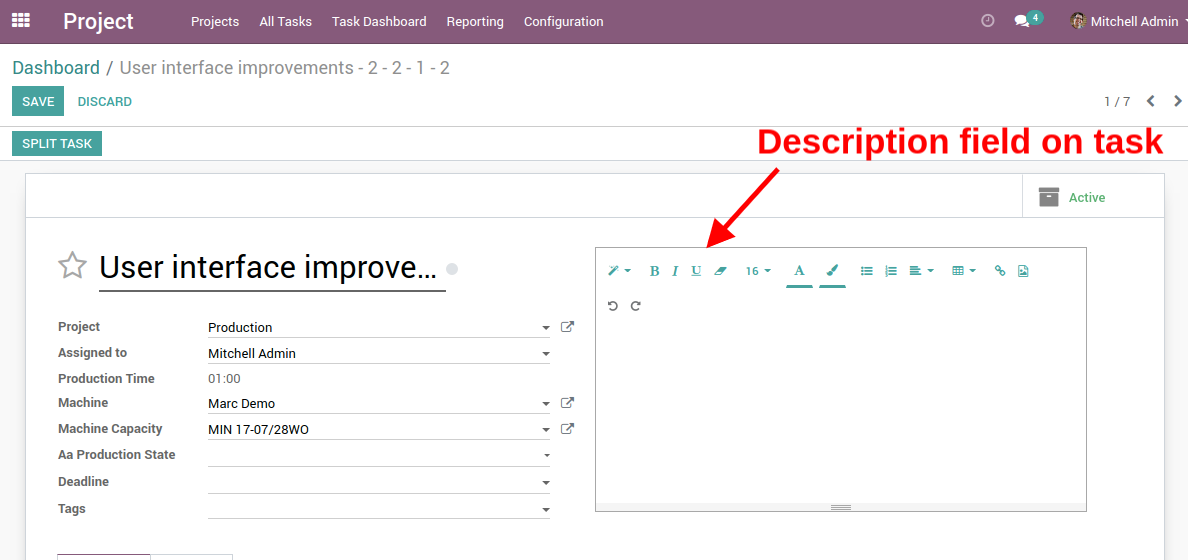 Project Projects All Tasks Task Dashboard Reporting Configuration 4 Mitchell Admin
Dashboard / User interface improvements - 2 - 2 - 1 - 2
SAVE DISCARD 1 / 7
SPLIT TASK
Description field on task
Active
User interface improve...
B I U 16 A
Project Production
Assigned to Mitchell Admin
Production Time 01:00
Machine Marc Demo
Machine Capacity MIN 17-07/28WO
Aa Production State
Deadline
Tags